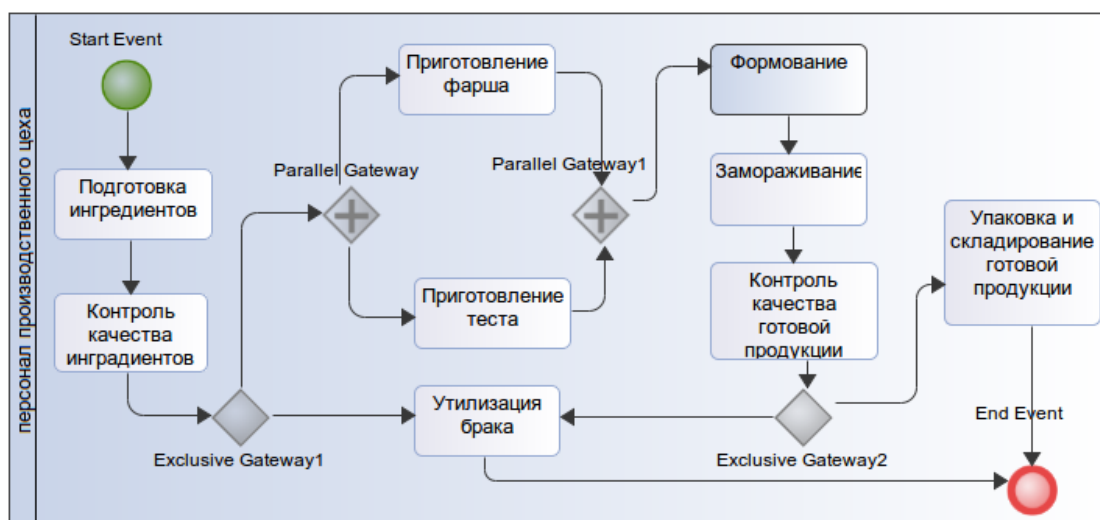 персонал производственного цеха
Start Event
Подготовка
ингредиентов
Контроль
качества
инградиентов
Exclusive Gateway1
Parallel Gateway
Приготовление
фарша
Приготовление
теста
Parallel Gateway1
Утилизация
брака
Формование
Замораживание
Контроль
качества
готовой
продукции
Exclusive Gateway2
Упаковка и
складирование
готовой
продукции
End Event